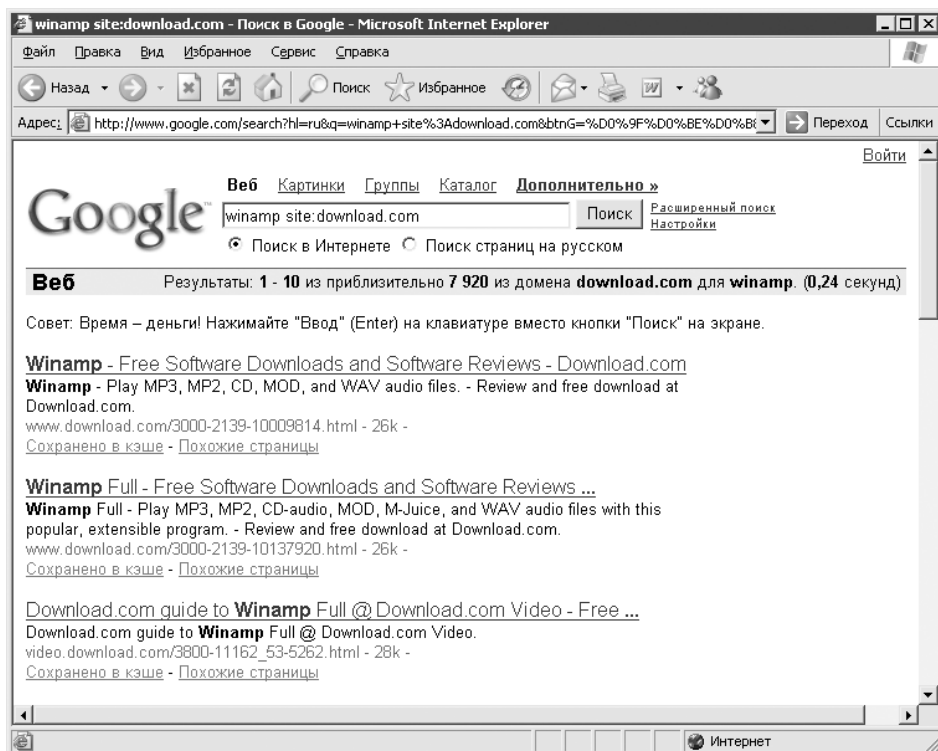 winamp site:download.com - Поиск в Google - Microsoft Internet Explorer
Файл Правка Вид Избранное Сервис Справка
Назад Поиск Избранное
Адрес: http://www.google.com/search?hl=ru&q=winamp+site%3Adownload.com&btnG=%D0%9F%D0%BE%D0%B8 Переход Ссылки
Войти
Google™
Веб Картинки Группы Каталог Дополнительно »
winamp site:download.com Поиск Расширенный поиск
Настройки
Поиск в Интернете Поиск страниц на русском
Веб Результаты: 1 - 10 из приблизительно 7 920 из домена download.com для winamp. (0,24 секунд)
Совет: Время – деньги! Нажимайте "Ввод" (Enter) на клавиатуре вместо кнопки "Поиск" на экране.
Winamp - Free Software Downloads and Software Reviews - Download.com
Winamp - Play MP3, MP2, CD, MOD, and WAV audio files. - Review and free download at
Download.com.
www.download.com/3000-2139-10009814.html - 26k -
Сохранено в кэше - Похожие страницы
Winamp Full - Free Software Downloads and Software Reviews ...
Winamp Full - Play MP3, MP2, CD-audio, MOD, M-Juice, and WAV audio files with this
popular, extensible program. - Review and free download at Download.com.
www.download.com/3000-2139-10137920.html - 26k -
Сохранено в кэше - Похожие страницы
Download.com guide to Winamp Full @ Download.com Video - Free ...
Download.com guide to Winamp Full @ Download.com Video.
video.download.com/3800-11162_53-5262.html - 28k -
Сохранено в кэше - Похожие страницы
Интернет